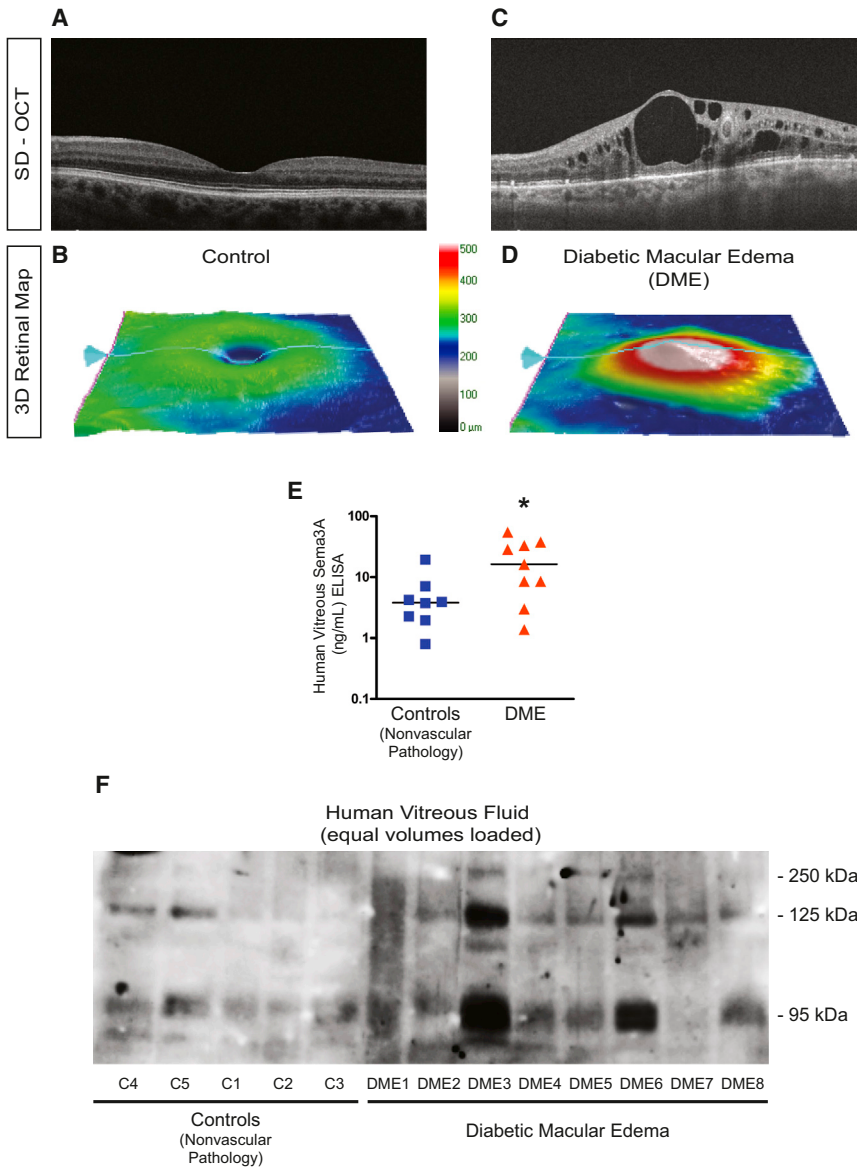 A
C
SD - OCT
B
Control
500
400
300
200
100
0 µm
D
Diabetic Macular Edema
(DME)
3D Retinal Map
E
*
Human Vitreous Sema3A
(ng/mL) ELISA
100
10
1
0.1
Controls
(Nonvascular
Pathology)
DME
F
Human Vitreous Fluid
(equal volumes loaded)
- 250 kDa
- 125 kDa
- 95 kDa
C4 C5 C1 C2 C3 DME1 DME2 DME3 DME4 DME5 DME6 DME7 DME8
Controls
(Nonvascular
Pathology)
Diabetic Macular Edema